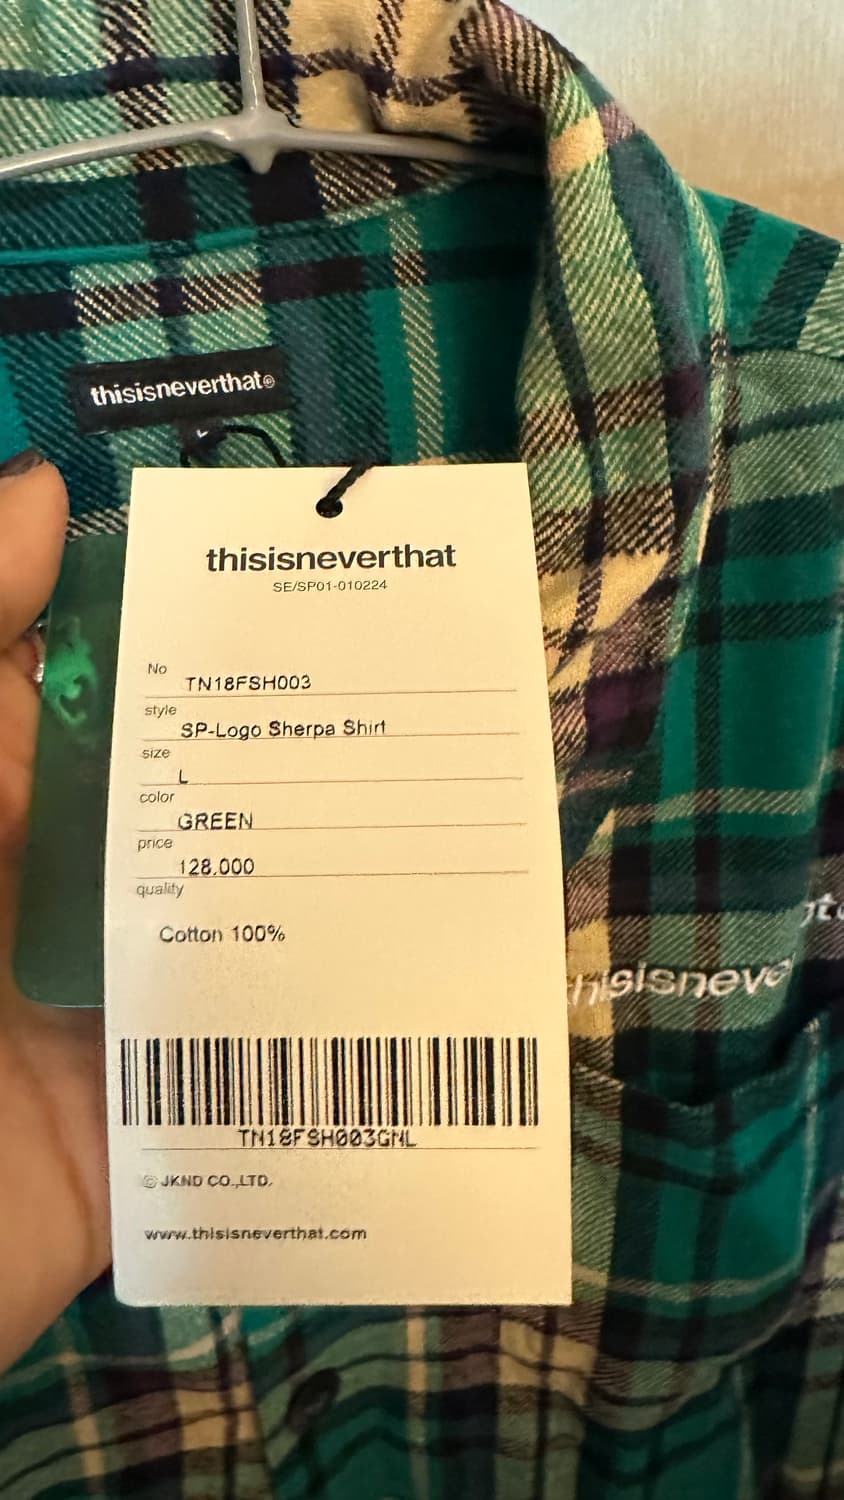 thisisneverthat©
L
thisisneverthat
SE/SP01-010224
No
TN18FSH003
style
SP-Logo Sherpa Shirt
size
L
color
GREEN
price
128.000
quality
Cotton 100%
thisisneve
TN18FSH003GNL
© JKND CO.,LTD.
www.thisisneverthat.com